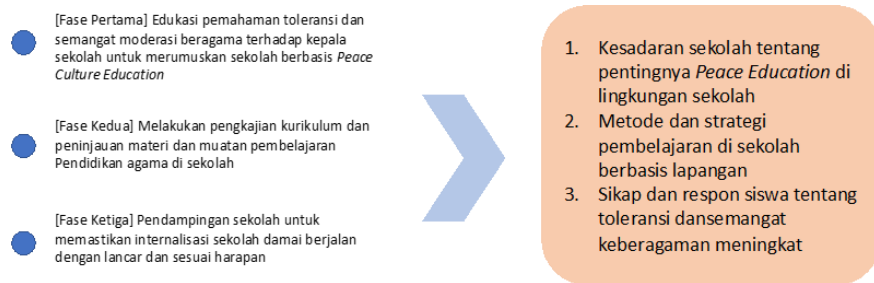 [Fase Pertama] Edukasi pemahaman toleransi dan
semangat moderasi beragama terhadap kepala
sekolah untuk merumuskan sekolah berbasis Peace
Culture Education
[Fase Kedua] Melakukan pengkajian kurikulum dan
peninjauan materi dan muatan pembelajaran
Pendidikan agama di sekolah
[Fase Ketiga] Pendampingan sekolah untuk
memastikan internalisasi sekolah damai berjalan
dengan lancar dan sesuai harapan
1. Kesadaran sekolah tentang
pentingnya Peace Education di
lingkungan sekolah
2. Metode dan strategi
pembelajaran di sekolah
berbasis lapangan
3. Sikap dan respon siswa tentang
toleransi dansemangat
keberagaman meningkat